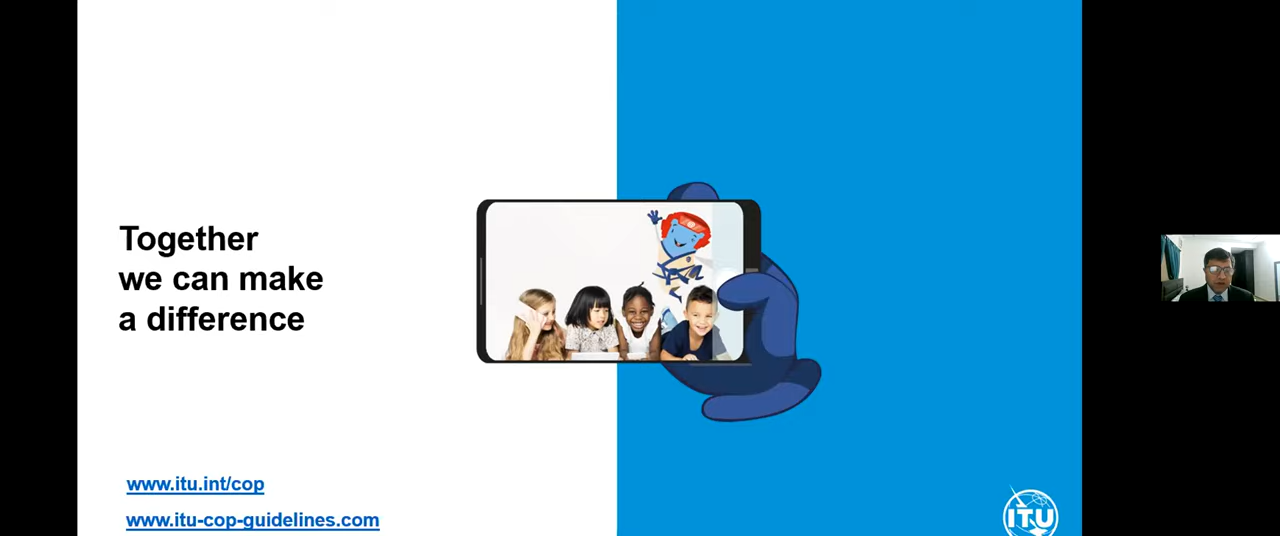 Together
we can make
a difference
www.itu.int/cop
www.itu-cop-guidelines.com
ITU